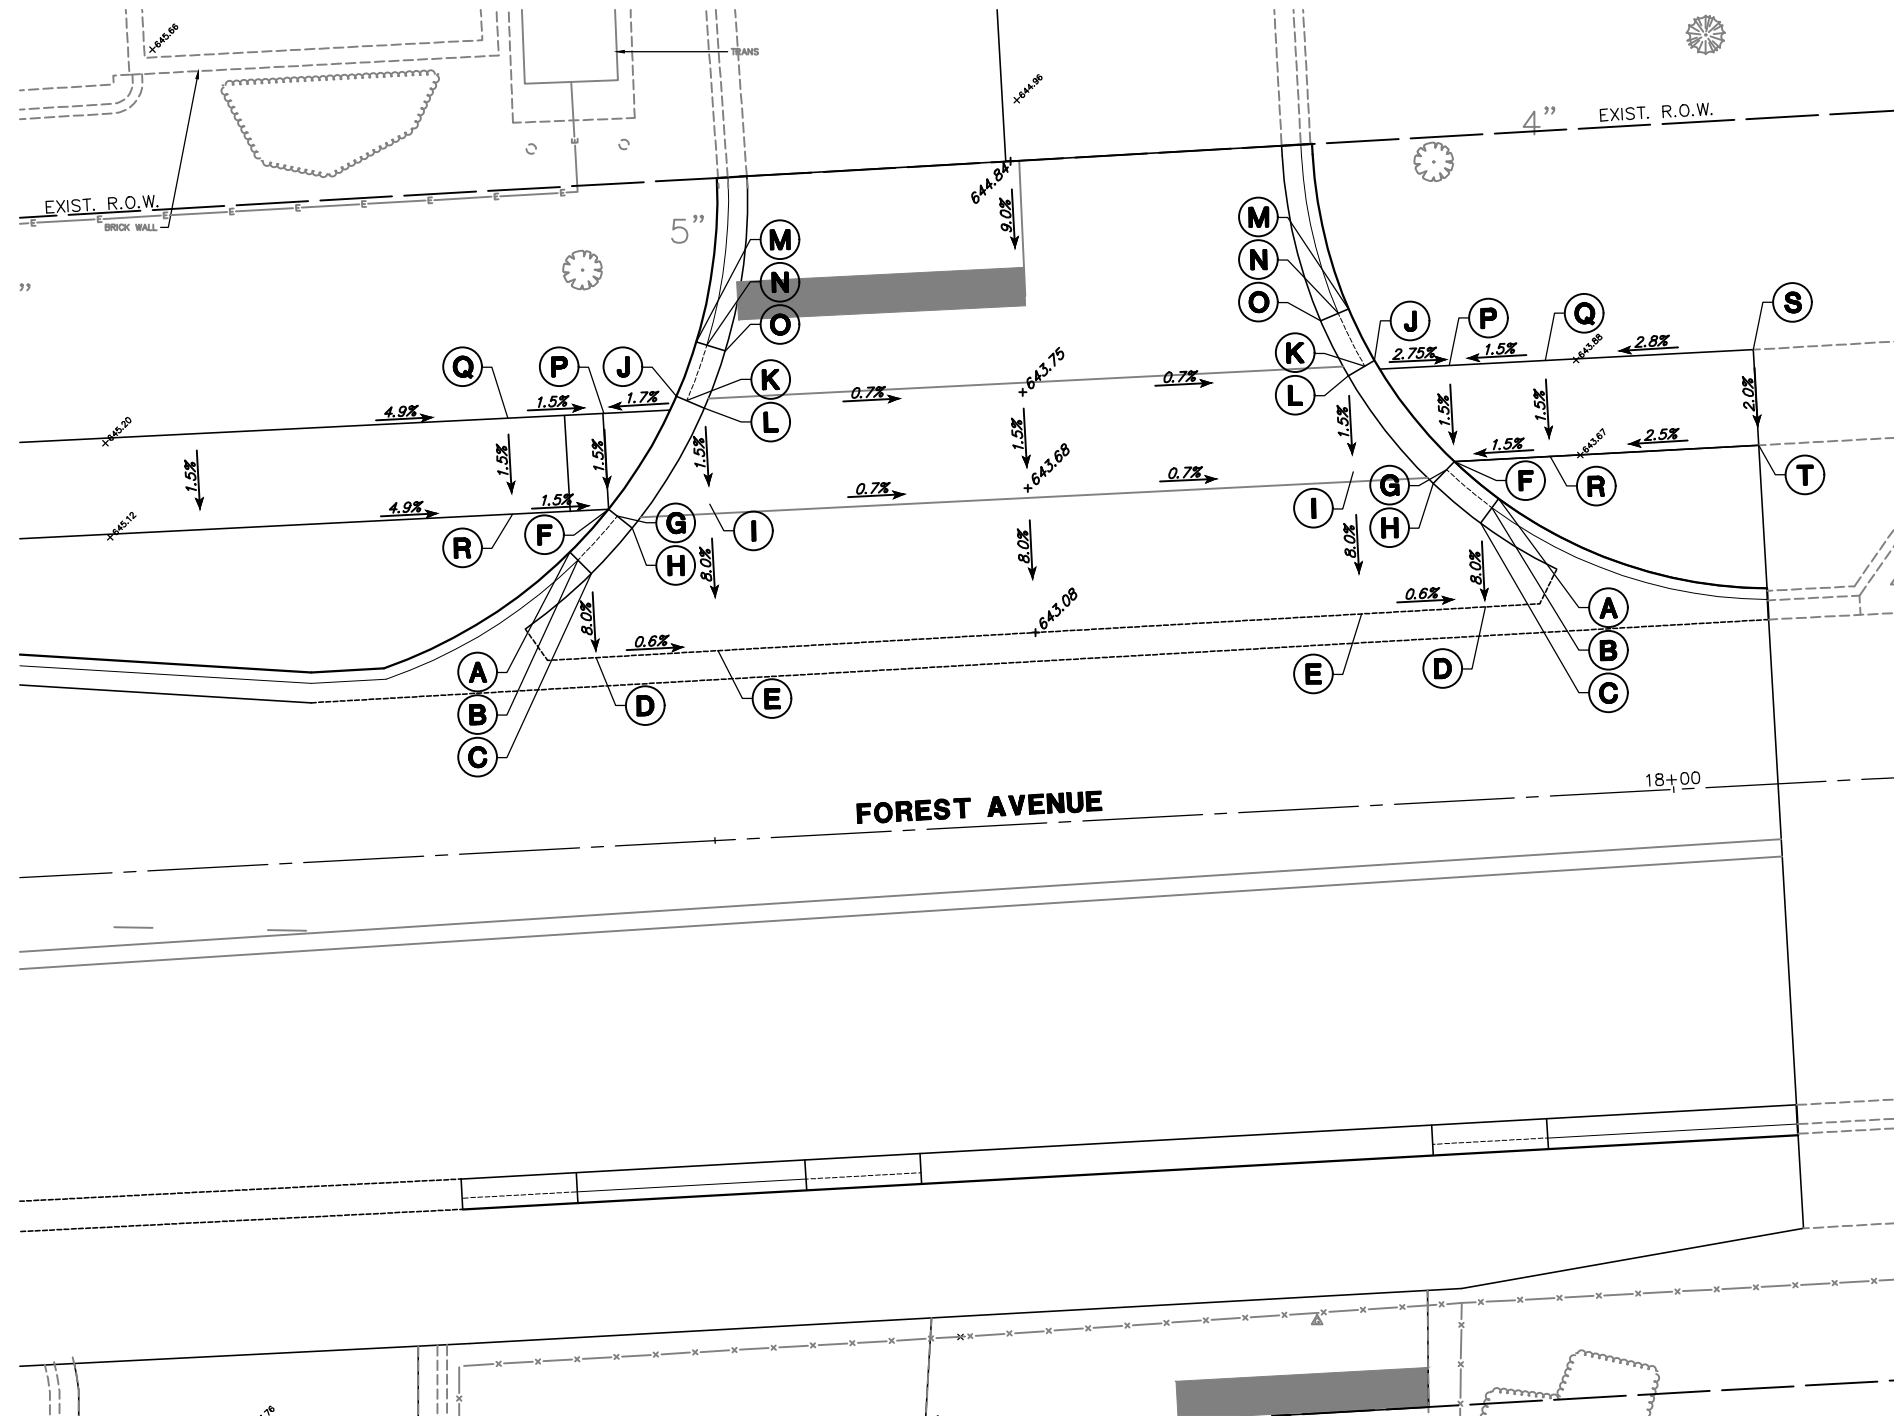 645.66
TRANS
644.96
4"
EXIST. R.O.W.
EXIST. R.O.W.
BRICK WALL
E E E E E E E E E
E
5"
"
644.84
9.0%
M
N
O
M
N
O
J
P
Q
S
Q
P
J
K
L
K
L
4.9%
1.5%
1.7%
0.7%
643.75
0.7%
2.75%
1.5%
643.88
2.8%
645.20
1.5%
1.5%
1.5%
1.5%
1.5%
1.5%
1.5%
1.5%
2.0%
645.12
4.9%
1.5%
0.7%
643.68
0.7%
1.5%
643.67
2.5%
R
F
G
H
I
I
G
H
F
R
T
8.0%
8.0%
8.0%
8.0%
8.0%
0.6%
643.08
0.6%
A
B
C
D
E
E
D
A
B
C
FOREST AVENUE
18+00